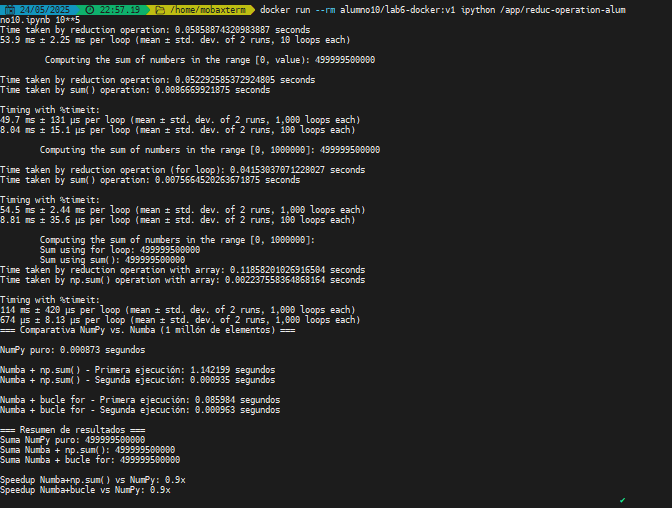 24/05/2025 22:57.19 /home/mobaxterm docker run --rm alumno10/lab6-docker:v1 ipython /app/reduc-operation-alum
no10.ipynb 10**5
Time taken by reduction operation: 0.05858874320983887 seconds
53.9 ms ± 2.25 ms per loop (mean ± std. dev. of 2 runs, 10 loops each)
Computing the sum of numbers in the range [0, value): 499999500000
Time taken by reduction operation: 0.052292585372924805 seconds
Time taken by sum() operation: 0.0086669921875 seconds
Timing with %timeit:
49.7 ms ± 131 µs per loop (mean ± std. dev. of 2 runs, 1,000 loops each)
8.04 ms ± 15.1 µs per loop (mean ± std. dev. of 2 runs, 100 loops each)
Computing the sum of numbers in the range [0, 1000000]: 499999500000
Time taken by reduction operation (for loop): 0.04153037071228027 seconds
Time taken by sum() operation: 0.0075664520263671875 seconds
Timing with %timeit:
54.5 ms ± 2.44 ms per loop (mean ± std. dev. of 2 runs, 1,000 loops each)
8.81 ms ± 35.6 µs per loop (mean ± std. dev. of 2 runs, 100 loops each)
Computing the sum of numbers in the range [0, 1000000]:
Sum using for loop: 499999500000
Sum using sum(): 499999500000
Time taken by reduction operation with array: 0.11858201026916504 seconds
Time taken by np.sum() operation with array: 0.002237558364868164 seconds
Timing with %timeit:
114 ms ± 420 µs per loop (mean ± std. dev. of 2 runs, 1,000 loops each)
674 µs ± 8.13 µs per loop (mean ± std. dev. of 2 runs, 1,000 loops each)
=== Comparativa NumPy vs. Numba (1 millón de elementos) ===
NumPy puro: 0.000873 segundos
Numba + np.sum() - Primera ejecución: 1.142199 segundos
Numba + np.sum() - Segunda ejecución: 0.000935 segundos
Numba + bucle for - Primera ejecución: 0.085984 segundos
Numba + bucle for - Segunda ejecución: 0.000963 segundos
=== Resumen de resultados ===
Suma NumPy puro: 499999500000
Suma Numba + np.sum(): 499999500000
Suma Numba + bucle for: 499999500000
Speedup Numba+np.sum() vs NumPy: 0.9x
Speedup Numba+bucle vs NumPy: 0.9x